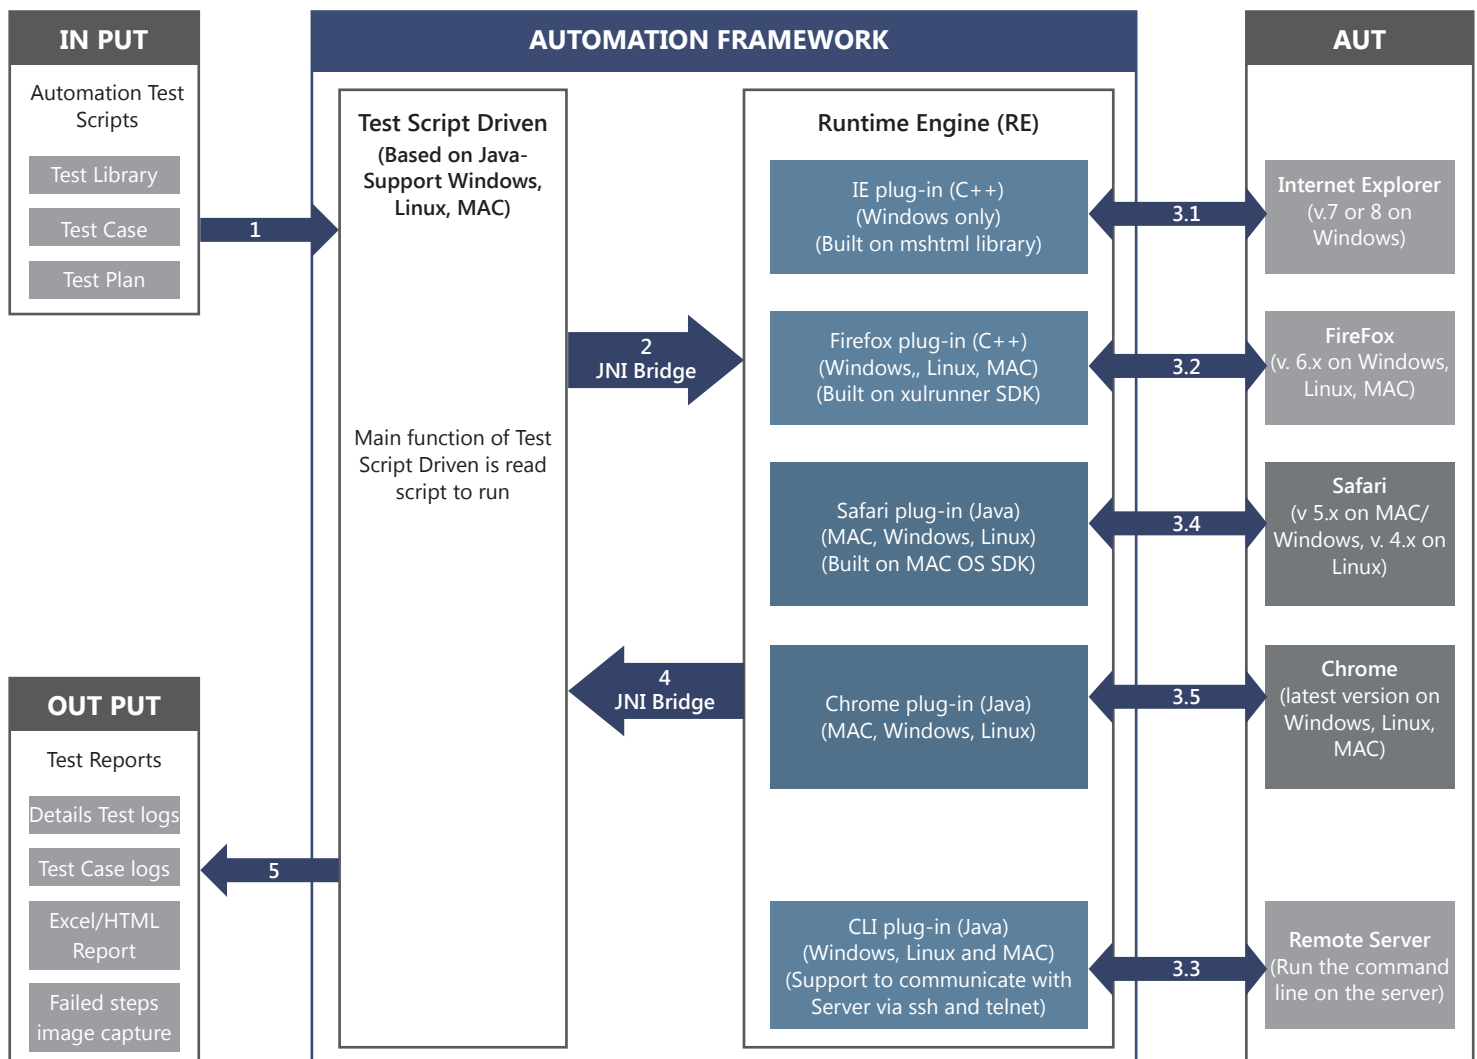 IN PUT
Automation Test
Scripts
Test Library
Test Case
Test Plan
1
AUTOMATION FRAMEWORK
Test Script Driven
(Based on Java-
Support Windows,
Linux, MAC)
Main function of Test
Script Driven is read
script to run
2
JNI Bridge
4
JNI Bridge
Runtime Engine (RE)
IE plug-in (C++)
(Windows only)
(Built on mshtml library)
Firefox plug-in (C++)
(Windows,, Linux, MAC)
(Built on xulrunner SDK)
Safari plug-in (Java)
(MAC, Windows, Linux)
(Built on MAC OS SDK)
Chrome plug-in (Java)
(MAC, Windows, Linux)
CLI plug-in (Java)
(Windows, Linux and MAC)
(Support to communicate with
Server via ssh and telnet)
3.1
3.2
3.4
3.5
3.3
AUT
Internet Explorer
(v.7 or 8 on
Windows)
FireFox
(v. 6.x on Windows,
Linux, MAC)
Safari
(v 5.x on MAC/
Windows, v. 4.x on
Linux)
Chrome
(latest version on
Windows, Linux,
MAC)
Remote Server
(Run the command
line on the server)
OUT PUT
Test Reports
Details Test logs
Test Case logs
Excel/HTML
Report
Failed steps
image capture
5